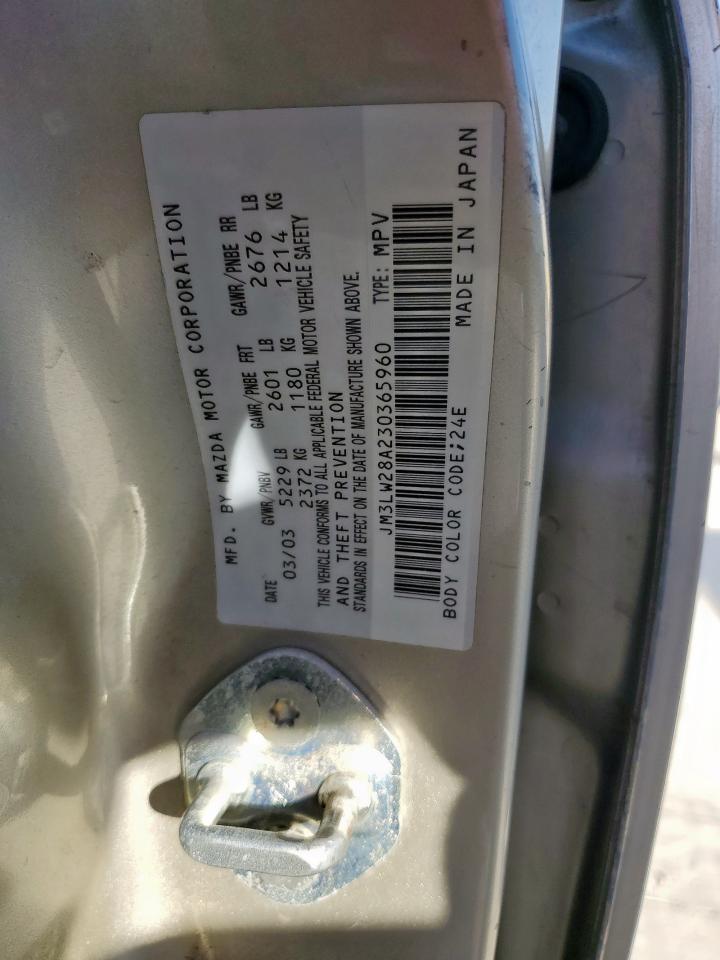 MFD. BY MAZDA MOTOR CORPORATION
DATE GVWR/PNBV GAWR/PNBE FRT GAWR/PNBE RR
03/03 5229 LB 2601 LB 2676 LB
2372 KG 1180 KG 1214 KG
THIS VEHICLE CONFORMS TO ALL APPLICABLE FEDERAL MOTOR VEHICLE SAFETY
AND THEFT PREVENTION
STANDARDS IN EFFECT ON THE DATE OF MANUFACTURE SHOWN ABOVE.
JM3LW28A230365960 TYPE: MPV
BODY COLOR CODE;24E MADE IN JAPAN